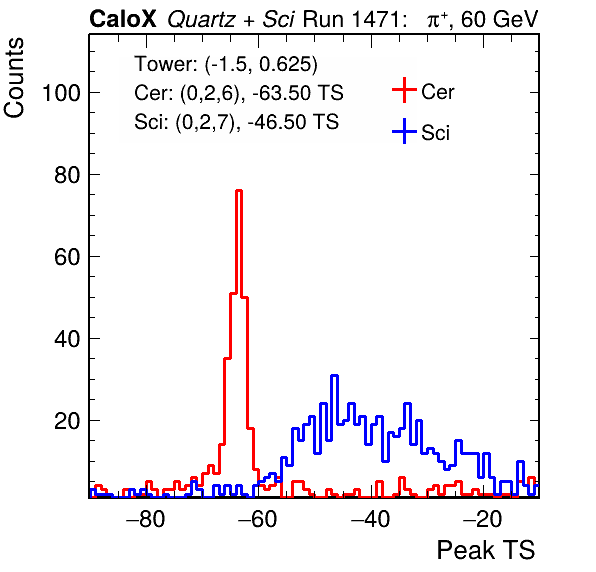 CaloX Quartz + Sci Run 1471: π⁺, 60 GeV
Counts
Tower: (-1.5, 0.625)
Cer: (0,2,6), -63.50 TS
Sci: (0,2,7), -46.50 TS
Cer
Sci
100
80
60
40
20
−80 −60 −40 −20
Peak TS